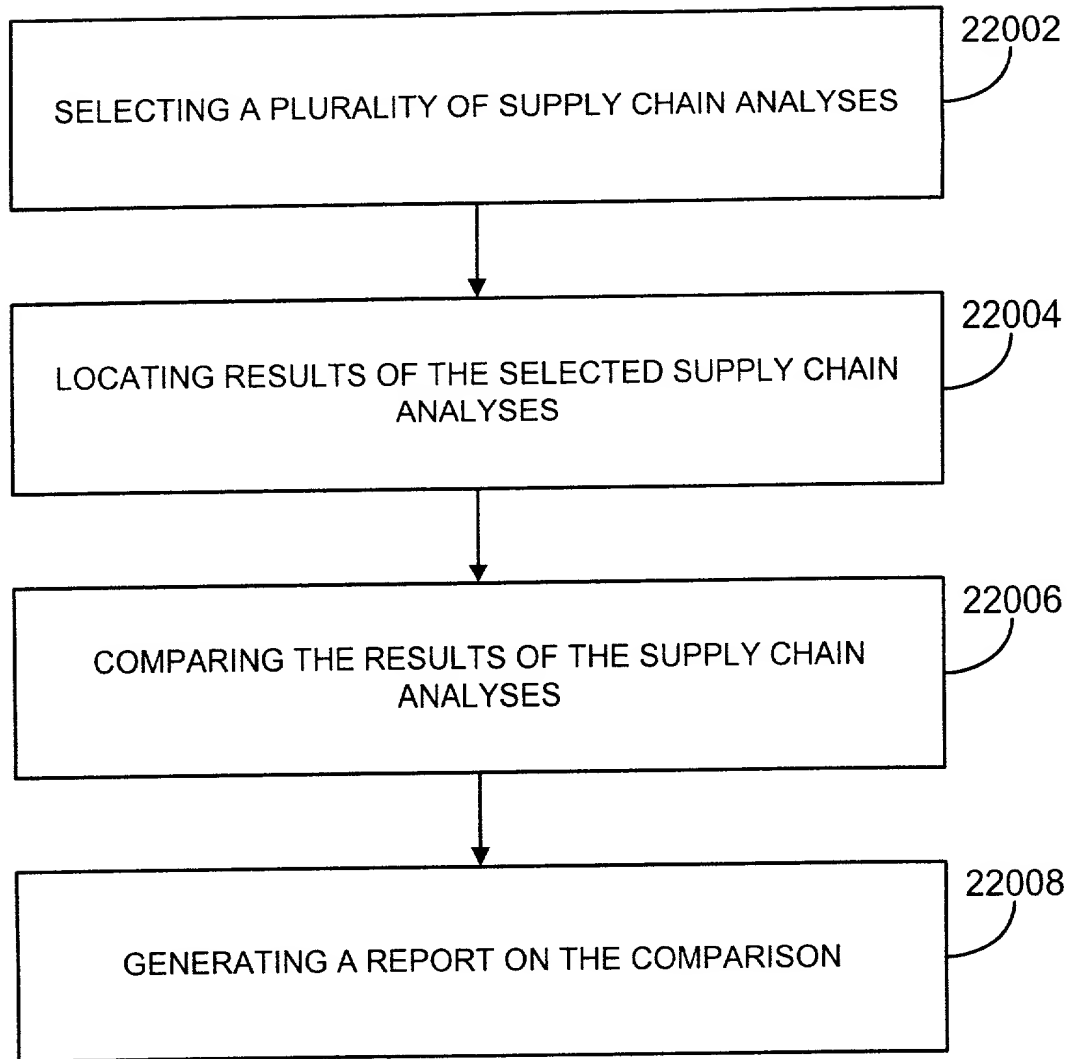 22002
SELECTING A PLURALITY OF SUPPLY CHAIN ANALYSES
22004
LOCATING RESULTS OF THE SELECTED SUPPLY CHAIN
ANALYSES
22006
COMPARING THE RESULTS OF THE SUPPLY CHAIN
ANALYSES
22008
GENERATING A REPORT ON THE COMPARISON